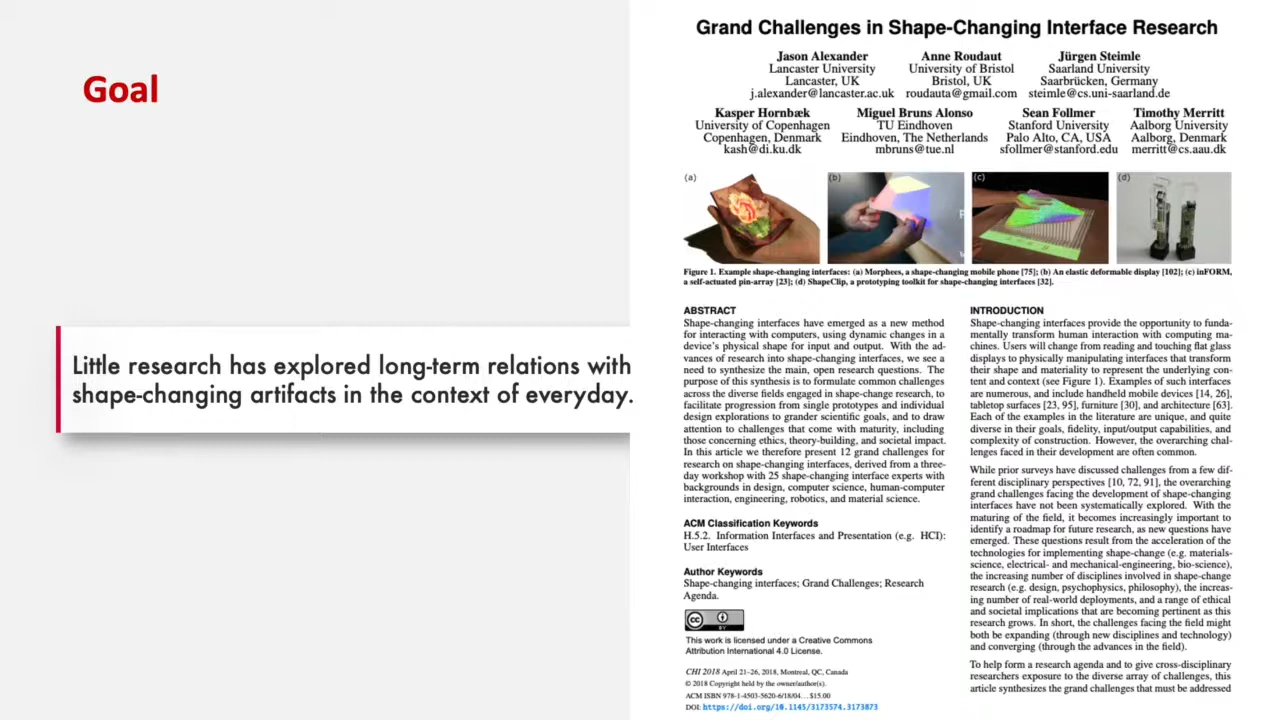 Goal
Little research has explored long-term relations with
shape-changing artifacts in the context of everyday.
Grand Challenges in Shape-Changing Interface Research
Jason Alexander
Lancaster University
Lancaster, UK
j.alexander@lancaster.ac.uk
Anne Roudaut
University of Bristol
Bristol, UK
roudauta@gmail.com
Jürgen Steimle
Saarland University
Saarbrücken, Germany
steimle@cs.uni-saarland.de
Kasper Hornbæk
University of Copenhagen
Copenhagen, Denmark
kash@di.ku.dk
Miguel Bruns Alonso
TU Eindhoven
Eindhoven, The Netherlands
mbruns@tue.nl
Sean Follmer
Stanford University
Palo Alto, CA, USA
sfollmer@stanford.edu
Timothy Merritt
Aalborg University
Aalborg, Denmark
merritt@cs.aau.dk
(a)
(b)
(c)
(d)
Figure 1. Example shape-changing interfaces: (a) Morphees, a shape-changing mobile phone [75]; (b) An elastic deformable display [102]; (c) inFORM,
a self-actuated pin-array [23]; (d) ShapeClip, a prototyping toolkit for shape-changing interfaces [32].
ABSTRACT
Shape-changing interfaces have emerged as a new method
for interacting with computers, using dynamic changes in a
device's physical shape for input and output. With the ad-
vances of research into shape-changing interfaces, we see a
need to synthesize the main, open research questions. The
purpose of this synthesis is to formulate common challenges
across the diverse fields engaged in shape-change research, to
facilitate progression from single prototypes and individual
design explorations to grander scientific goals, and to draw
attention to challenges that come with maturity, including
those concerning ethics, theory-building, and societal impact.
In this article we therefore present 12 grand challenges for
research on shape-changing interfaces, derived from a three-
day workshop with 25 shape-changing interface experts with
backgrounds in design, computer science, human-computer
interaction, engineering, robotics, and material science.
ACM Classification Keywords
H.5.2. Information Interfaces and Presentation (e.g. HCI):
User Interfaces
Author Keywords
Shape-changing interfaces; Grand Challenges; Research
Agenda.
cc
BY
This work is licensed under a Creative Commons
Attribution International 4.0 License.
CHI 2018 April 21–26, 2018, Montreal, QC, Canada
© 2018 Copyright held by the owner/author(s).
ACM ISBN 978-1-4503-5620-6/18/04…$15.00
DOI: https://doi.org/10.1145/3173574.3173873
INTRODUCTION
Shape-changing interfaces provide the opportunity to funda-
mentally transform human interaction with computing ma-
chines. Users will change from reading and touching flat glass
displays to physically manipulating interfaces that transform
their shape and materiality to represent the underlying con-
tent and context (see Figure 1). Examples of such interfaces
are numerous, and include handheld mobile devices [14, 26],
tabletop surfaces [23, 95], furniture [30], and architecture [63].
Each of the examples in the literature are unique, and quite
diverse in their goals, fidelity, input/output capabilities, and
complexity of construction. However, the overarching chal-
lenges faced in their development are often common.
While prior surveys have discussed challenges from a few dif-
ferent disciplinary perspectives [10, 72, 91], the overarching
grand challenges facing the development of shape-changing
interfaces have not been systematically explored. With the
maturing of the field, it becomes increasingly important to
identify a roadmap for future research, as new questions have
emerged. These questions result from the acceleration of the
technologies for implementing shape-change (e.g. materials-
science, electrical- and mechanical-engineering, bio-science),
the increasing number of disciplines involved in shape-change
research (e.g. design, psychophysics, philosophy), the increas-
ing number of real-world deployments, and a range of ethical
and societal implications that are becoming pertinent as this
research grows. In short, the challenges facing the field might
both be expanding (through new disciplines and technology)
and converging (through the advances in the field).
To help form a research agenda and to give cross-disciplinary
researchers exposure to the diverse array of challenges, this
article synthesizes the grand challenges that must be addressed